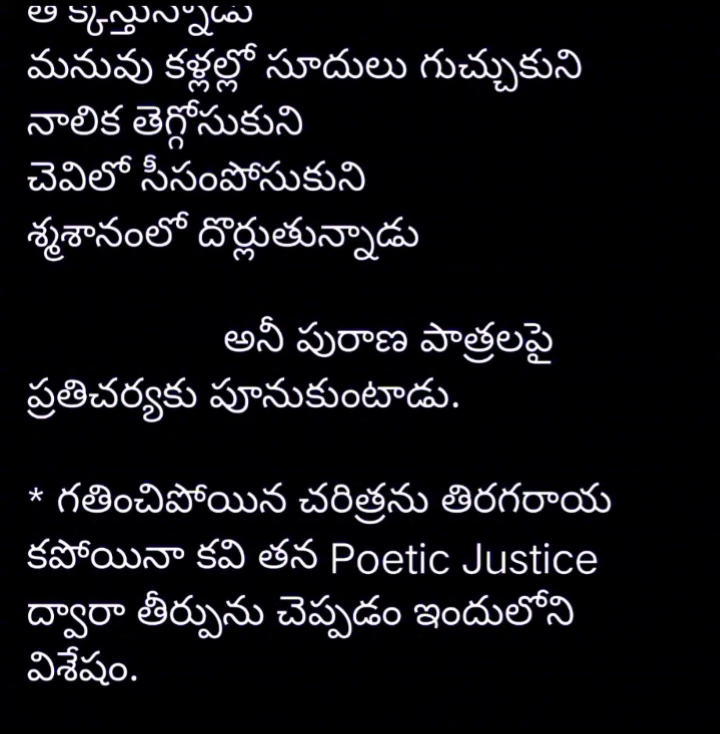 మనువు కళ్లల్లో సూదులు గుచ్చుకుని
నాలిక తెగ్గోసుకుని
చెవిలో సీసంపోసుకుని
శ్మశానంలో దొర్లుతున్నాడు
అనీ పురాణ పాత్రలపై
ప్రతిచర్యకు పూనుకుంటాడు.
* గతించిపోయిన చరిత్రను తిరగరాయ
కపోయినా కవి తన Poetic Justice
ద్వారా తీర్పును చెప్పడం ఇందులోని
విశేషం.